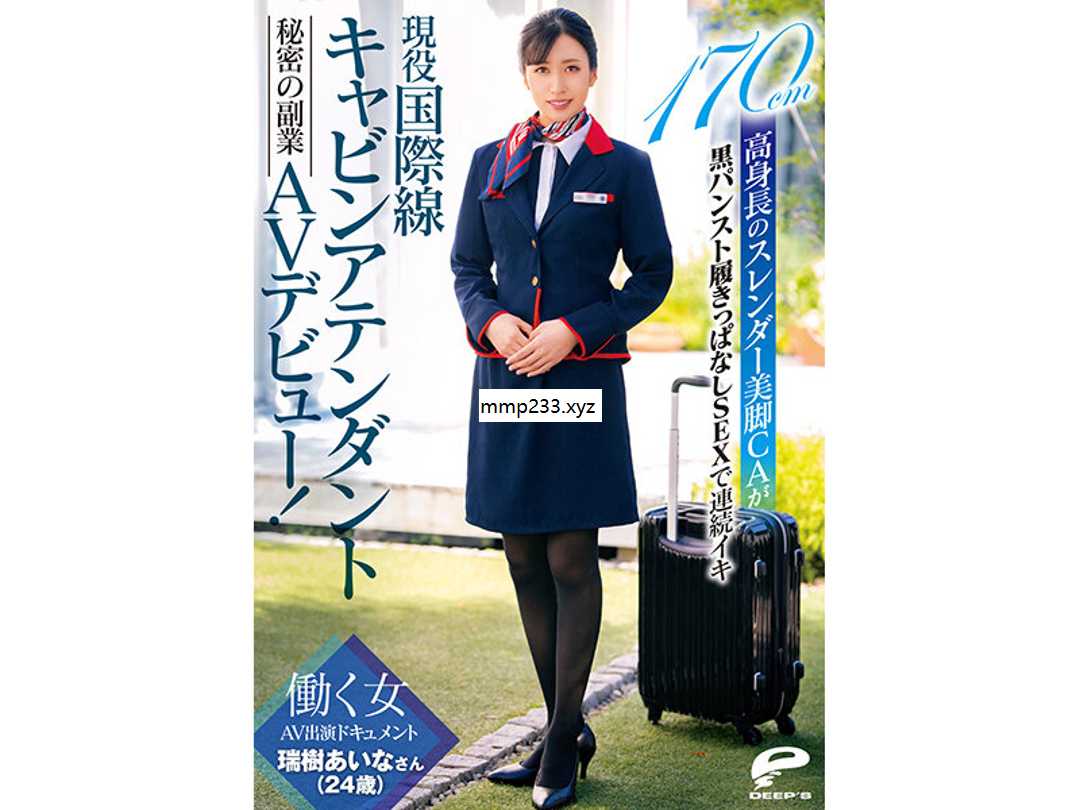 現役国際線
キャビンアテンダント
秘密の副業
AVデビュー!
170cm
高身長のスレンダー美脚CAが
黒パンスト履きっぱなしSEXで連続イキ
mmp233.xyz
働く女
AV出演ドキュメント
瑞樹あいなさん
(24歳)
DEEP'S